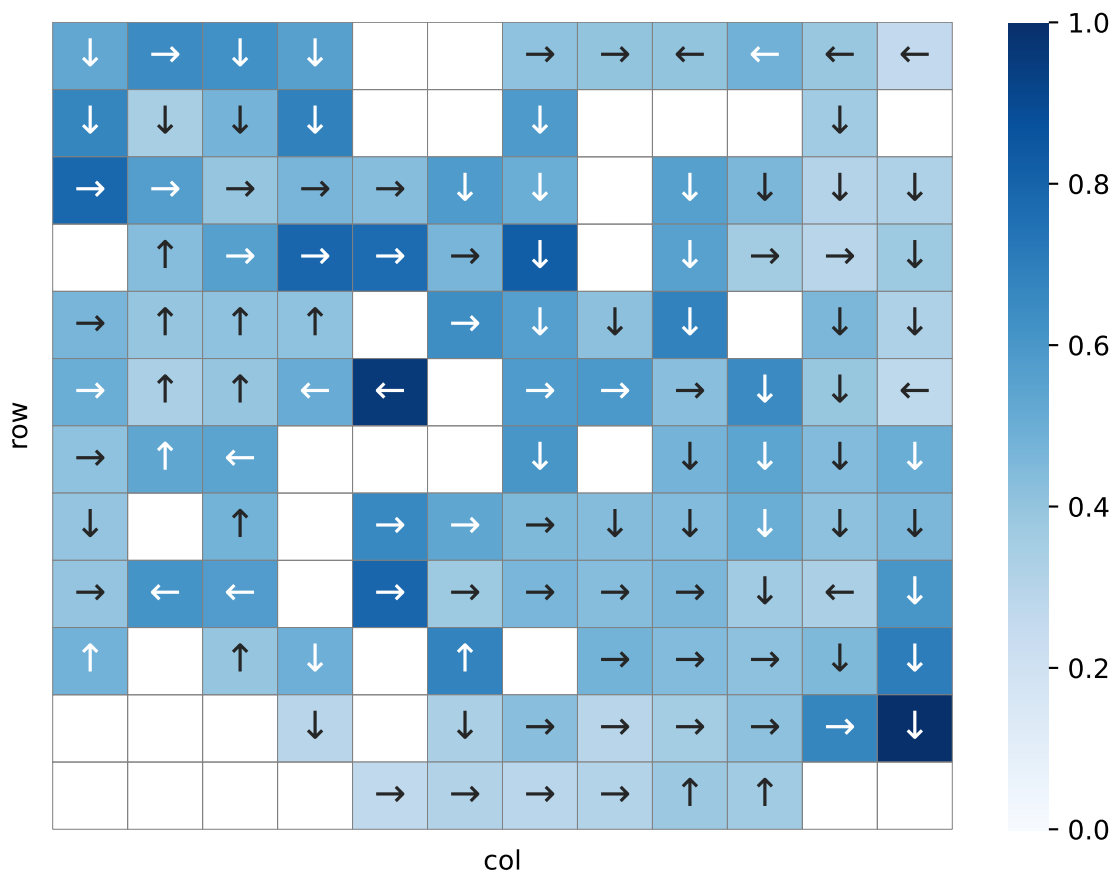 ↓ → ↓ ↓ → → ← ← ← ← 1.0
↓ ↓ ↓ ↓ ↓ ↓
→ → → → → ↓ ↓ ↓ ↓ ↓ ↓ 0.8
↑ → → → → ↓ ↓ → → ↓
→ ↑ ↑ ↑ → ↓ ↓ ↓ ↓ ↓
0.6
→ ↑ ↑ ← ← → → → ↓ ↓ ←
row
→ ↑ ← ↓ ↓ ↓ ↓ ↓
0.4
↓ ↑ → → → ↓ ↓ ↓ ↓ ↓
→ ← ← → → → → → ↓ ← ↓
↑ ↑ ↓ ↑ → → → ↓ ↓
0.2
↓ ↓ → → → → → ↓
→ → → → ↑ ↑
0.0
col